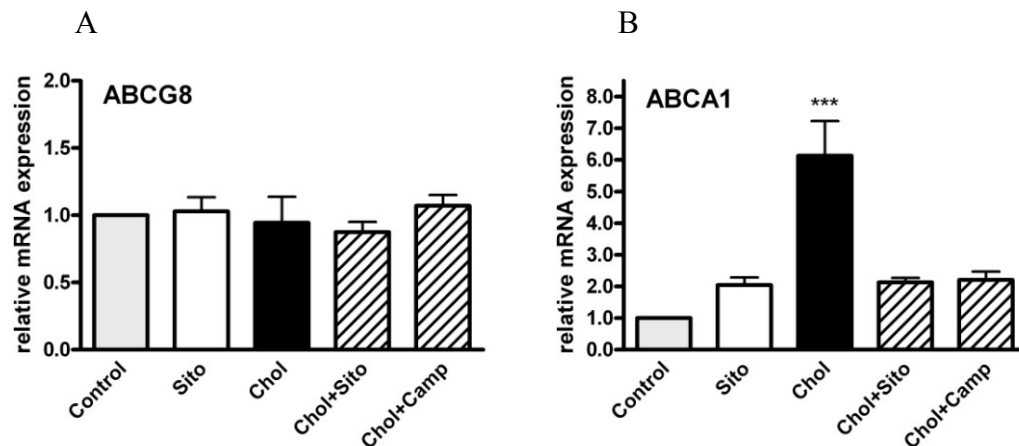 A
B
ABCG8
relative mRNA expression
2.0
1.5
1.0
0.5
0.0
Control
Sito
Chol
Chol+Sito
Chol+Camp
ABCA1
***
relative mRNA expression
8.0
7.0
6.0
5.0
4.0
3.0
2.0
1.0
0.0
Control
Sito
Chol
Chol+Sito
Chol+Camp